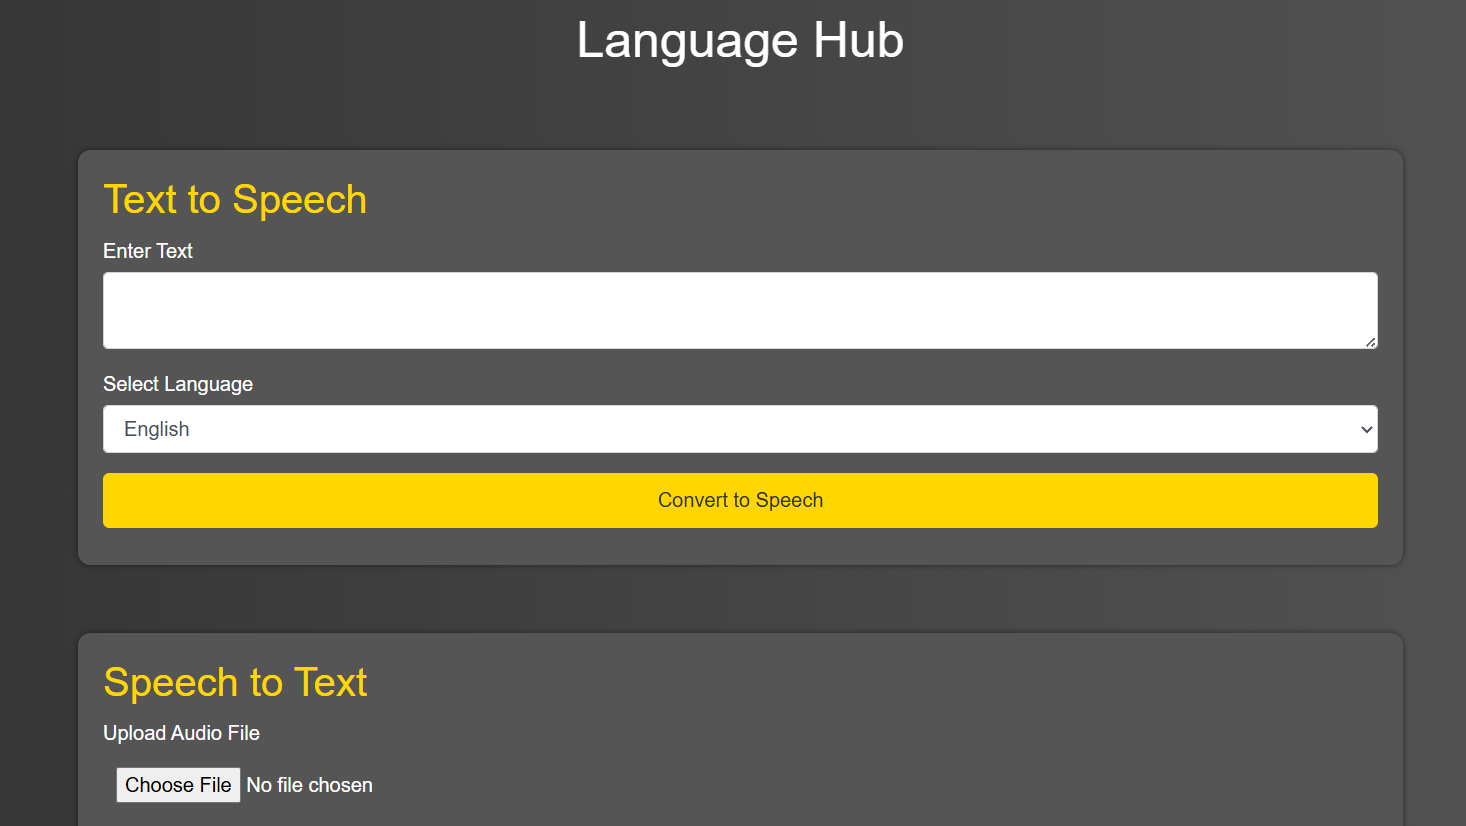 Language Hub
Text to Speech
Enter Text
Select Language
English
Convert to Speech
Speech to Text
Upload Audio File
Choose File No file chosen